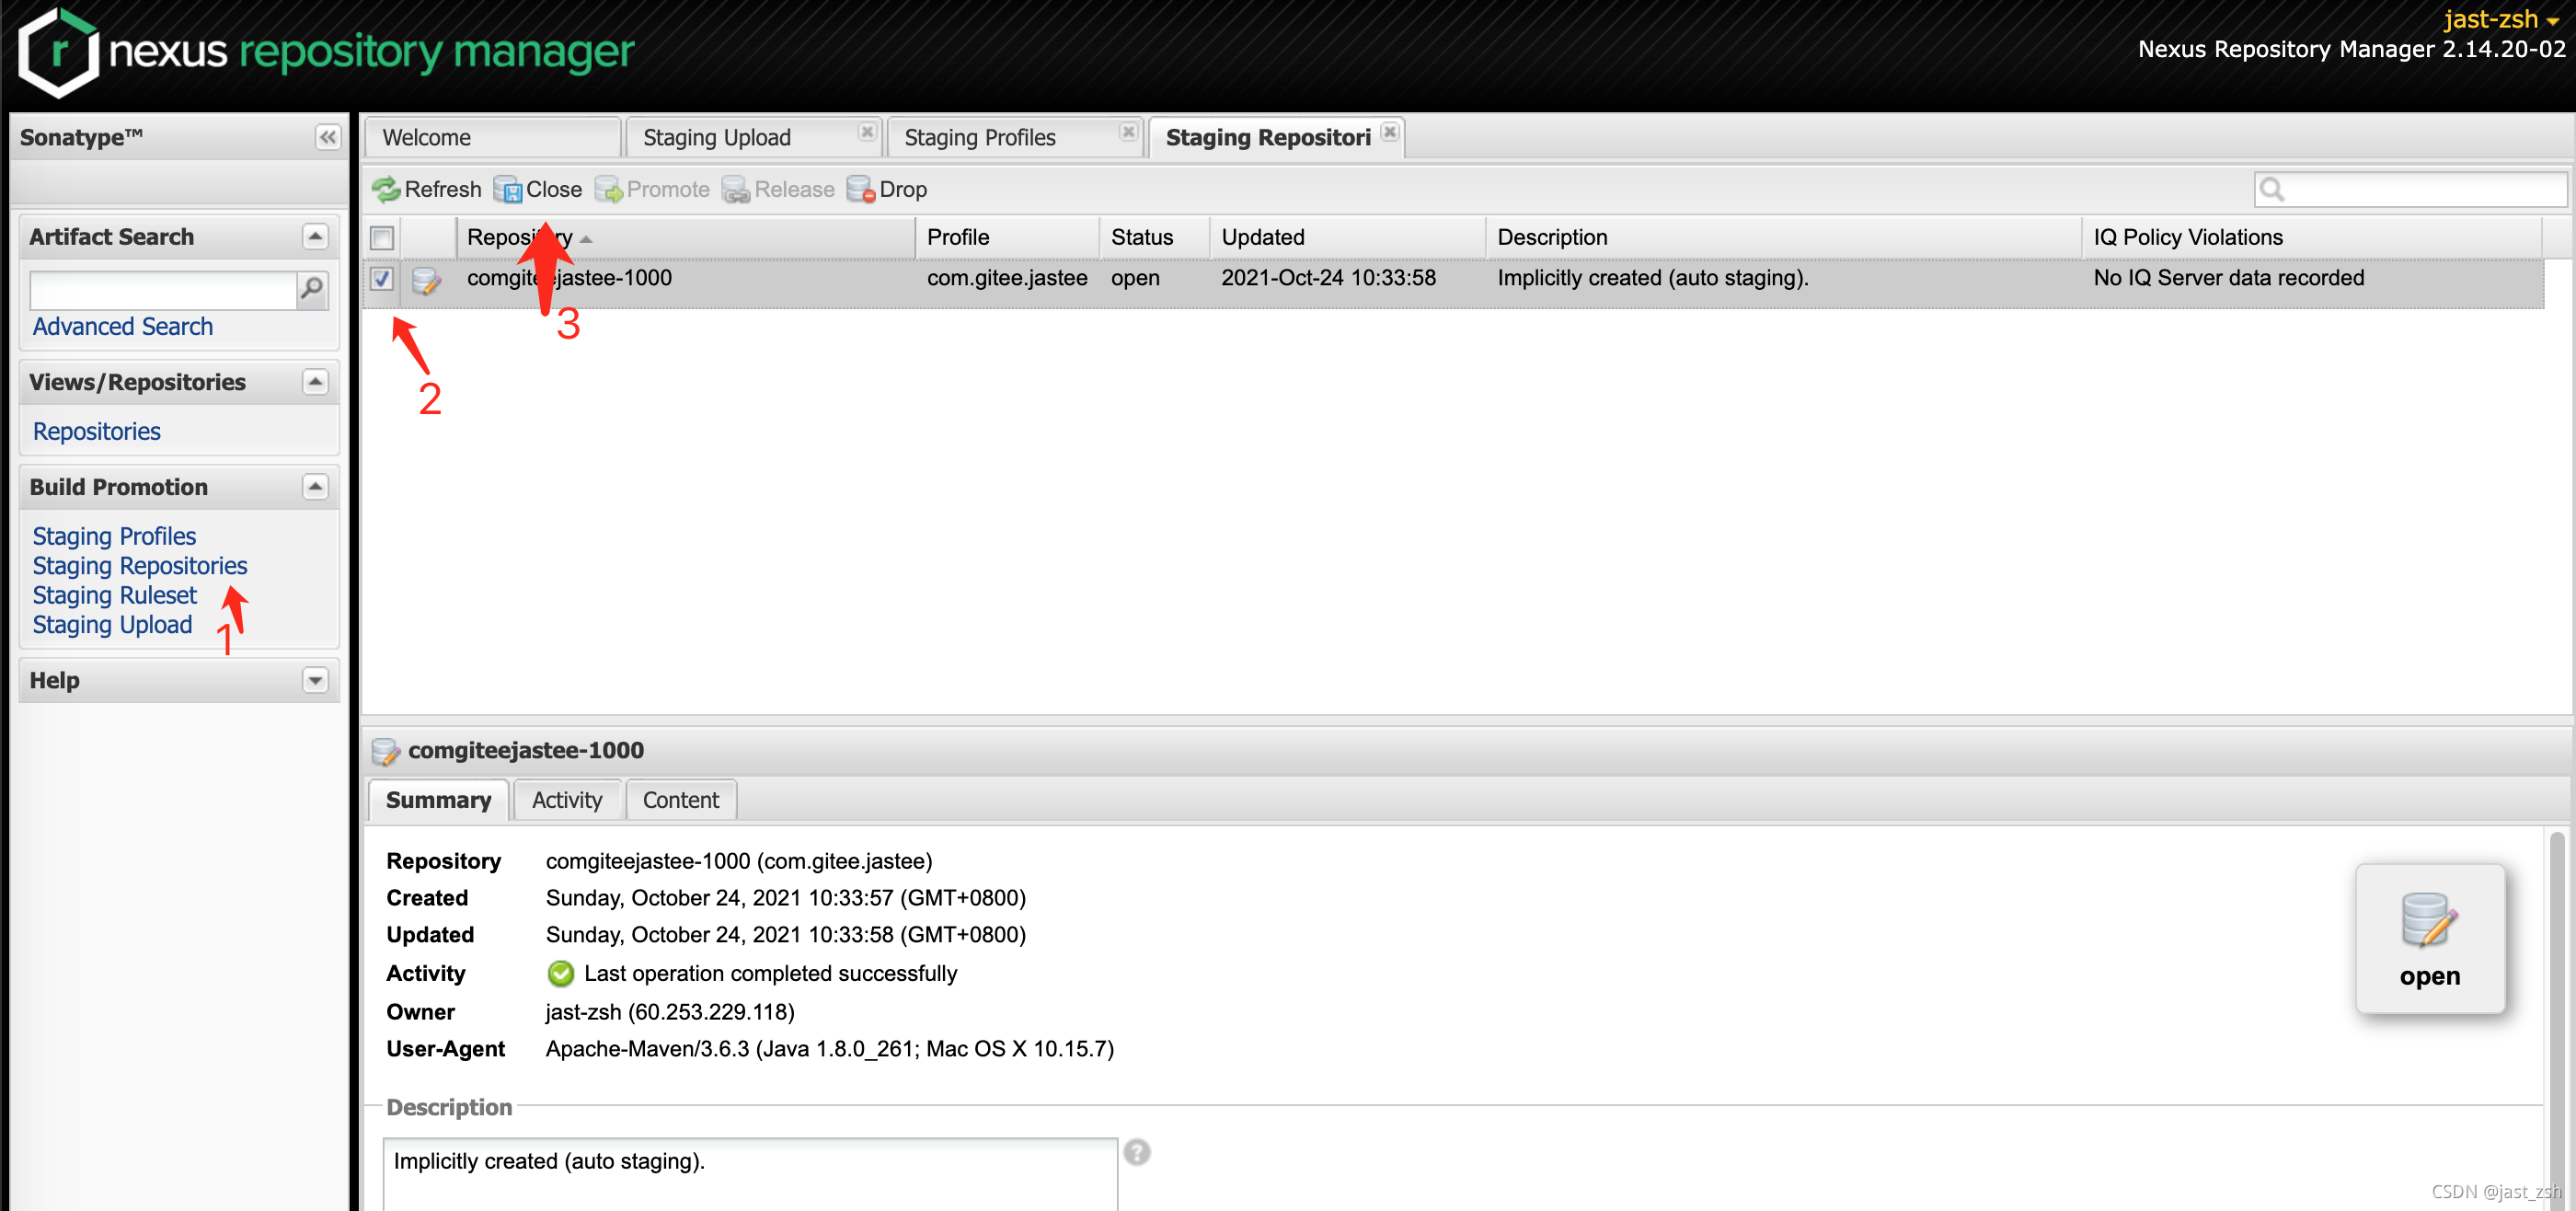 nexus repository manager
jast-zsh
Nexus Repository Manager 2.14.20-02
Sonatype™
Welcome
Staging Upload
Staging Profiles
Staging Repositori
Refresh Close Promote Release Drop
Artifact Search
Advanced Search
Views/Repositories
Repositories
Build Promotion
Staging Profiles
Staging Repositories
Staging Ruleset
Staging Upload
1
Help
Repository Profile Status Updated Description IQ Policy Violations
comgiteejastee-1000 com.gitee.jastee open 2021-Oct-24 10:33:58 Implicitly created (auto staging). No IQ Server data recorded
3
2
comgiteejastee-1000
Summary Activity Content
Repository comgiteejastee-1000 (com.gitee.jastee)
Created Sunday, October 24, 2021 10:33:57 (GMT+0800)
Updated Sunday, October 24, 2021 10:33:58 (GMT+0800)
Activity Last operation completed successfully
Owner jast-zsh (60.253.229.118)
User-Agent Apache-Maven/3.6.3 (Java 1.8.0_261; Mac OS X 10.15.7)
open
Description
Implicitly created (auto staging).
?
CSDN @jast_zsh